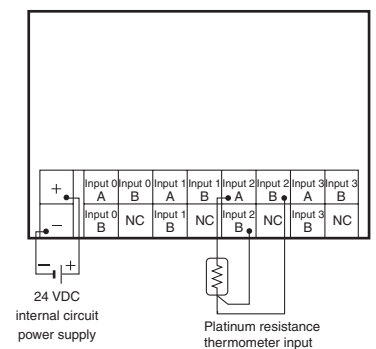 + Input 0 A Input 0 B Input 1 A Input 1 B Input 2 A Input 2 B Input 3 A Input 3 B
− Input 0 B NC Input 1 B NC Input 2 B NC Input 3 B NC
− +
24 VDC
internal circuit
power supply
Platinum resistance
thermometer input